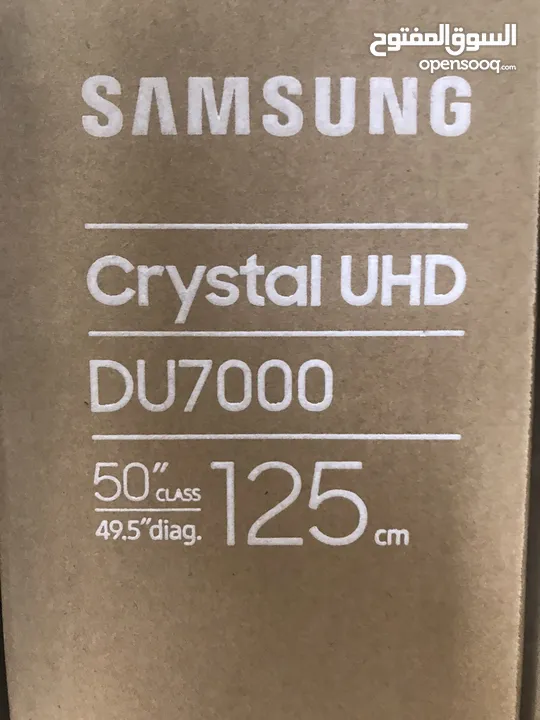 السوق المفتوح
opensooq.com
SAMSUNG
Crystal UHD
DU7000
50" CLASS
49.5"diag.
125 cm